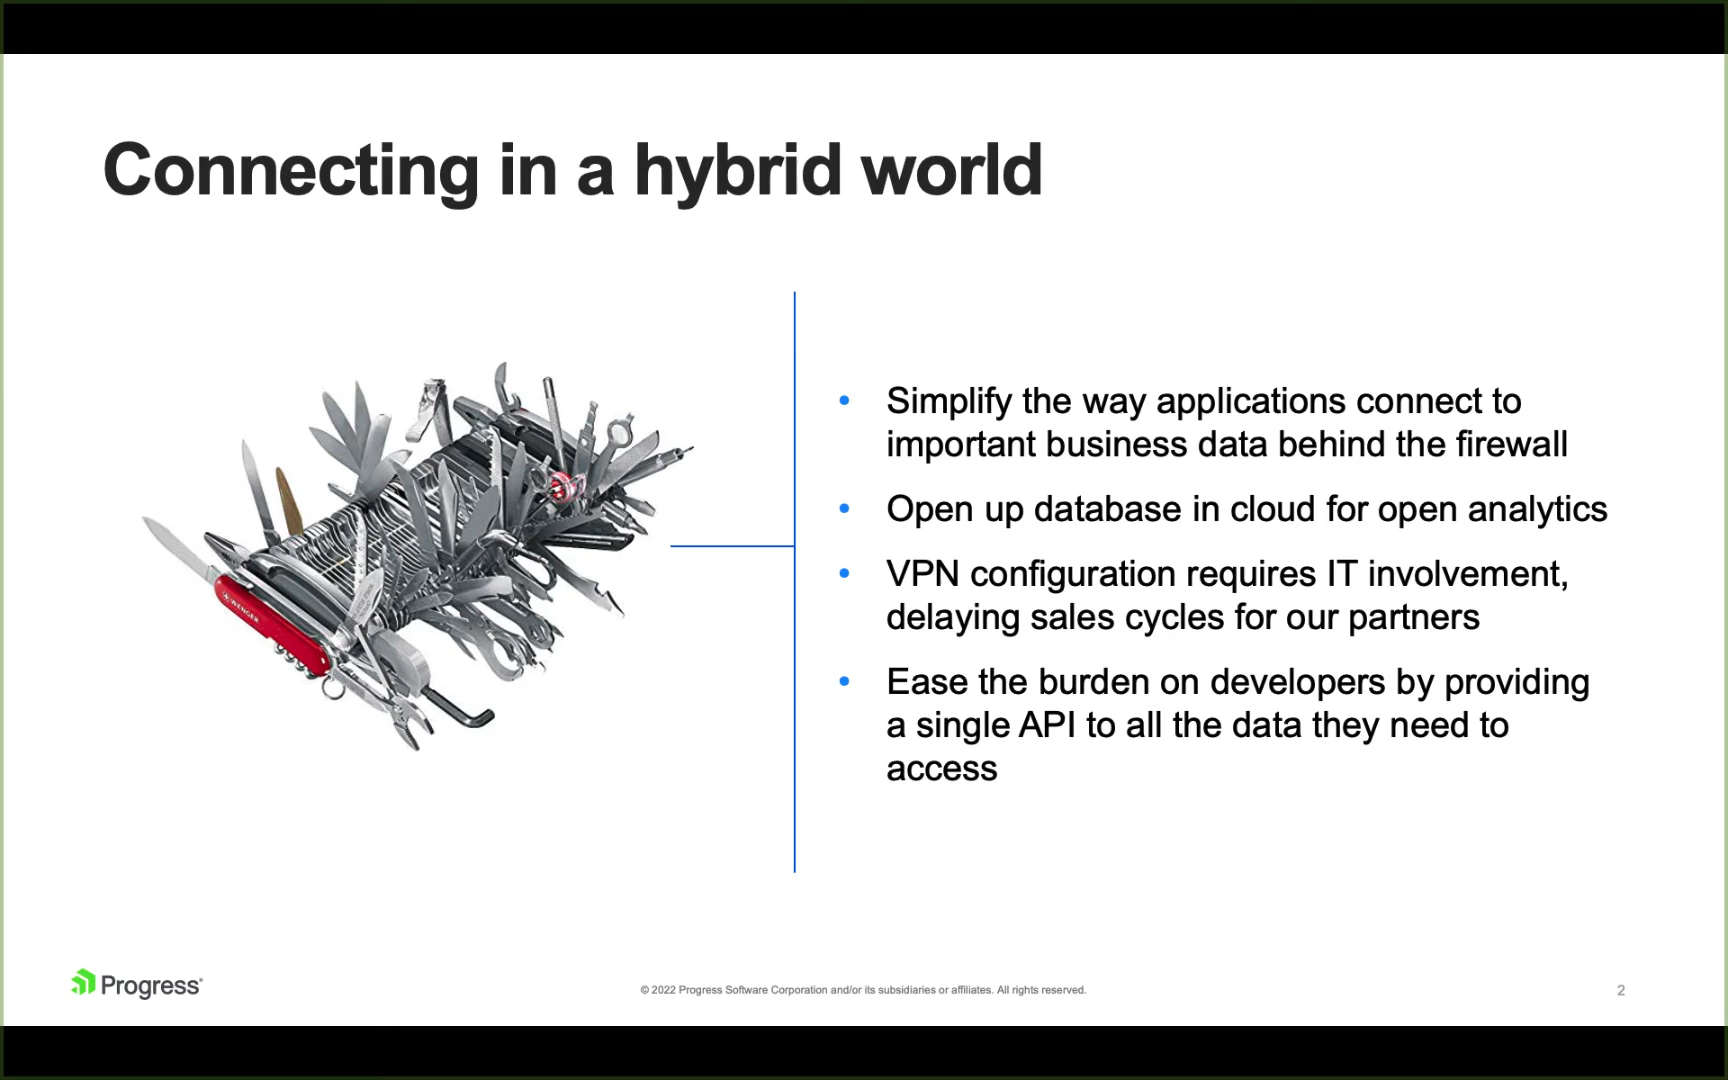 Connecting in a hybrid world
WENGER
• Simplify the way applications connect to
important business data behind the firewall
• Open up database in cloud for open analytics
• VPN configuration requires IT involvement,
delaying sales cycles for our partners
• Ease the burden on developers by providing
a single API to all the data they need to
access
Progress
© 2022 Progress Software Corporation and/or its subsidiaries or affiliates. All rights reserved.
2